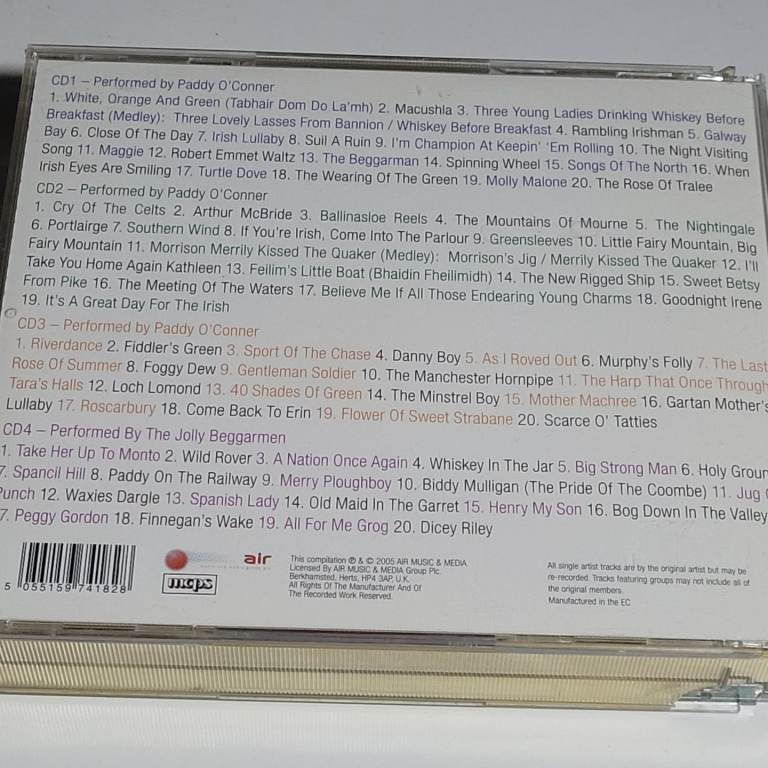 CD1 – Performed by Paddy O'Conner
1. White, Orange And Green (Tabhair Dom Do La'mh) 2. Macushla 3. Three Young Ladies Drinking Whiskey Before
Breakfast (Medley): Three Lovely Lasses From Bannion / Whiskey Before Breakfast 4. Rambling Irishman 5. Galway
Bay 6. Close Of The Day 7. Irish Lullaby 8. Suil A Ruin 9. I'm Champion At Keepin' 'Em Rolling 10. The Night Visiting
Song 11. Maggie 12. Robert Emmet Waltz 13. The Beggarman 14. Spinning Wheel 15. Songs Of The North 16. When
Irish Eyes Are Smiling 17. Turtle Dove 18. The Wearing Of The Green 19. Molly Malone 20. The Rose Of Tralee
CD2 – Performed by Paddy O'Conner
1. Cry Of The Celts 2. Arthur McBride 3. Ballinasloe Reels 4. The Mountains Of Mourne 5. The Nightingale
6. Portlairge 7. Southern Wind 8. If You're Irish, Come Into The Parlour 9. Greensleeves 10. Little Fairy Mountain, Big
Fairy Mountain 11. Morrison Merrily Kissed The Quaker (Medley): Morrison's Jig / Merrily Kissed The Quaker 12. I'll
Take You Home Again Kathleen 13. Feilim's Little Boat (Bhaidin Fheilimidh) 14. The New Rigged Ship 15. Sweet Betsy
From Pike 16. The Meeting Of The Waters 17. Believe Me If All Those Endearing Young Charms 18. Goodnight Irene
19. It's A Great Day For The Irish
CD3 – Performed by Paddy O'Conner
1. Riverdance 2. Fiddler's Green 3. Sport Of The Chase 4. Danny Boy 5. As I Roved Out 6. Murphy's Folly 7. The Last
Rose Of Summer 8. Foggy Dew 9. Gentleman Soldier 10. The Manchester Hornpipe 11. The Harp That Once Through
Tara's Halls 12. Loch Lomond 13. 40 Shades Of Green 14. The Minstrel Boy 15. Mother Machree 16. Gartan Mother's
Lullaby 17. Roscarbury 18. Come Back To Erin 19. Flower Of Sweet Strabane 20. Scarce O' Tatties
CD4 – Performed By The Jolly Beggarmen
1. Take Her Up To Monto 2. Wild Rover 3. A Nation Once Again 4. Whiskey In The Jar 5. Big Strong Man 6. Holy Groun
7. Spancil Hill 8. Paddy On The Railway 9. Merry Ploughboy 10. Biddy Mulligan (The Pride Of The Coombe) 11. Jug
Punch 12. Waxies Dargle 13. Spanish Lady 14. Old Maid In The Garret 15. Henry My Son 16. Bog Down In The Valley
7. Peggy Gordon 18. Finnegan's Wake 19. All For Me Grog 20. Dicey Riley
5 055159 741828
air
mcps
This compilation ℗ & © 2005 AIR MUSIC & MEDIA
Licensed By AIR MUSIC & MEDIA Group Plc.
Berkhamsted, Herts, HP4 3AP, U.K.
All Rights Of The Manufacturer And Of
The Recorded Work Reserved.
All single artist tracks are by the original artist but may be
re-recorded. Tracks featuring groups may not include all of
the original members.
Manufactured in the EC